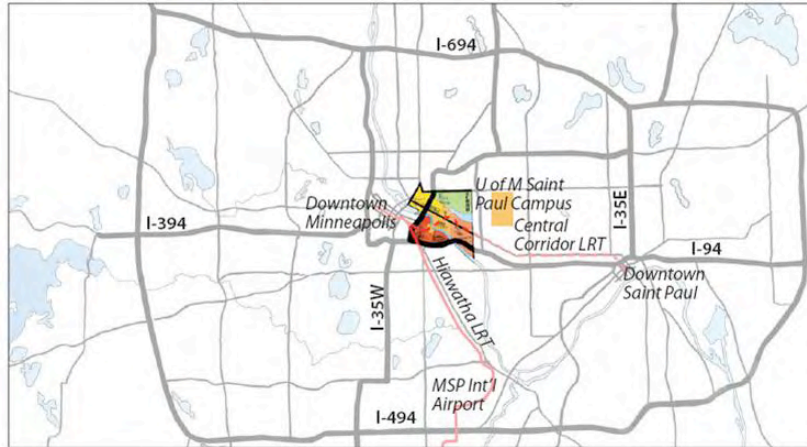 I-694
U of M Saint
Paul Campus
Downtown
Minneapolis
I-35E
I-394
Central
Corridor LRT
I-94
Hiawatha LRT
Downtown
Saint Paul
I-35W
MSP Int'l
Airport
I-494